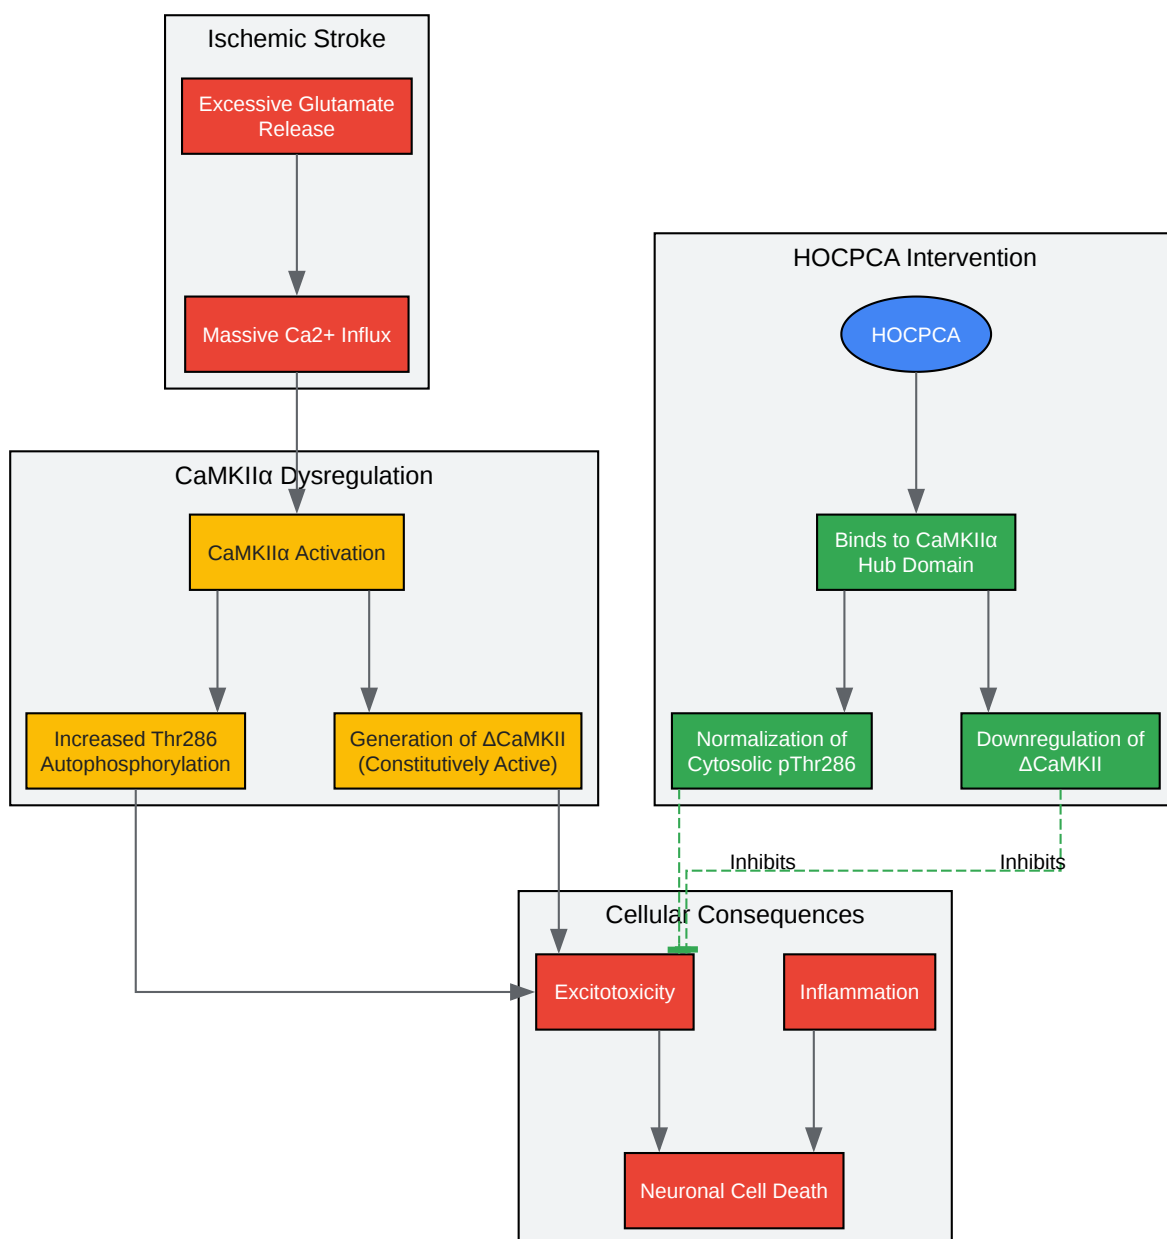 Ischemic Stroke
Excessive Glutamate
Release
Massive Ca2+ Influx
HOCPCA Intervention
HOCPCA
CaMKIIα Dysregulation
CaMKIIα Activation
Binds to CaMKIIα
Hub Domain
Increased Thr286
Autophosphorylation
Generation of ΔCaMKII
(Constitutively Active)
Normalization of
Cytosolic pThr286
Downregulation of
ΔCaMKII
Inhibits
Inhibits
Cellular Consequences
Excitotoxicity
Inflammation
Neuronal Cell Death